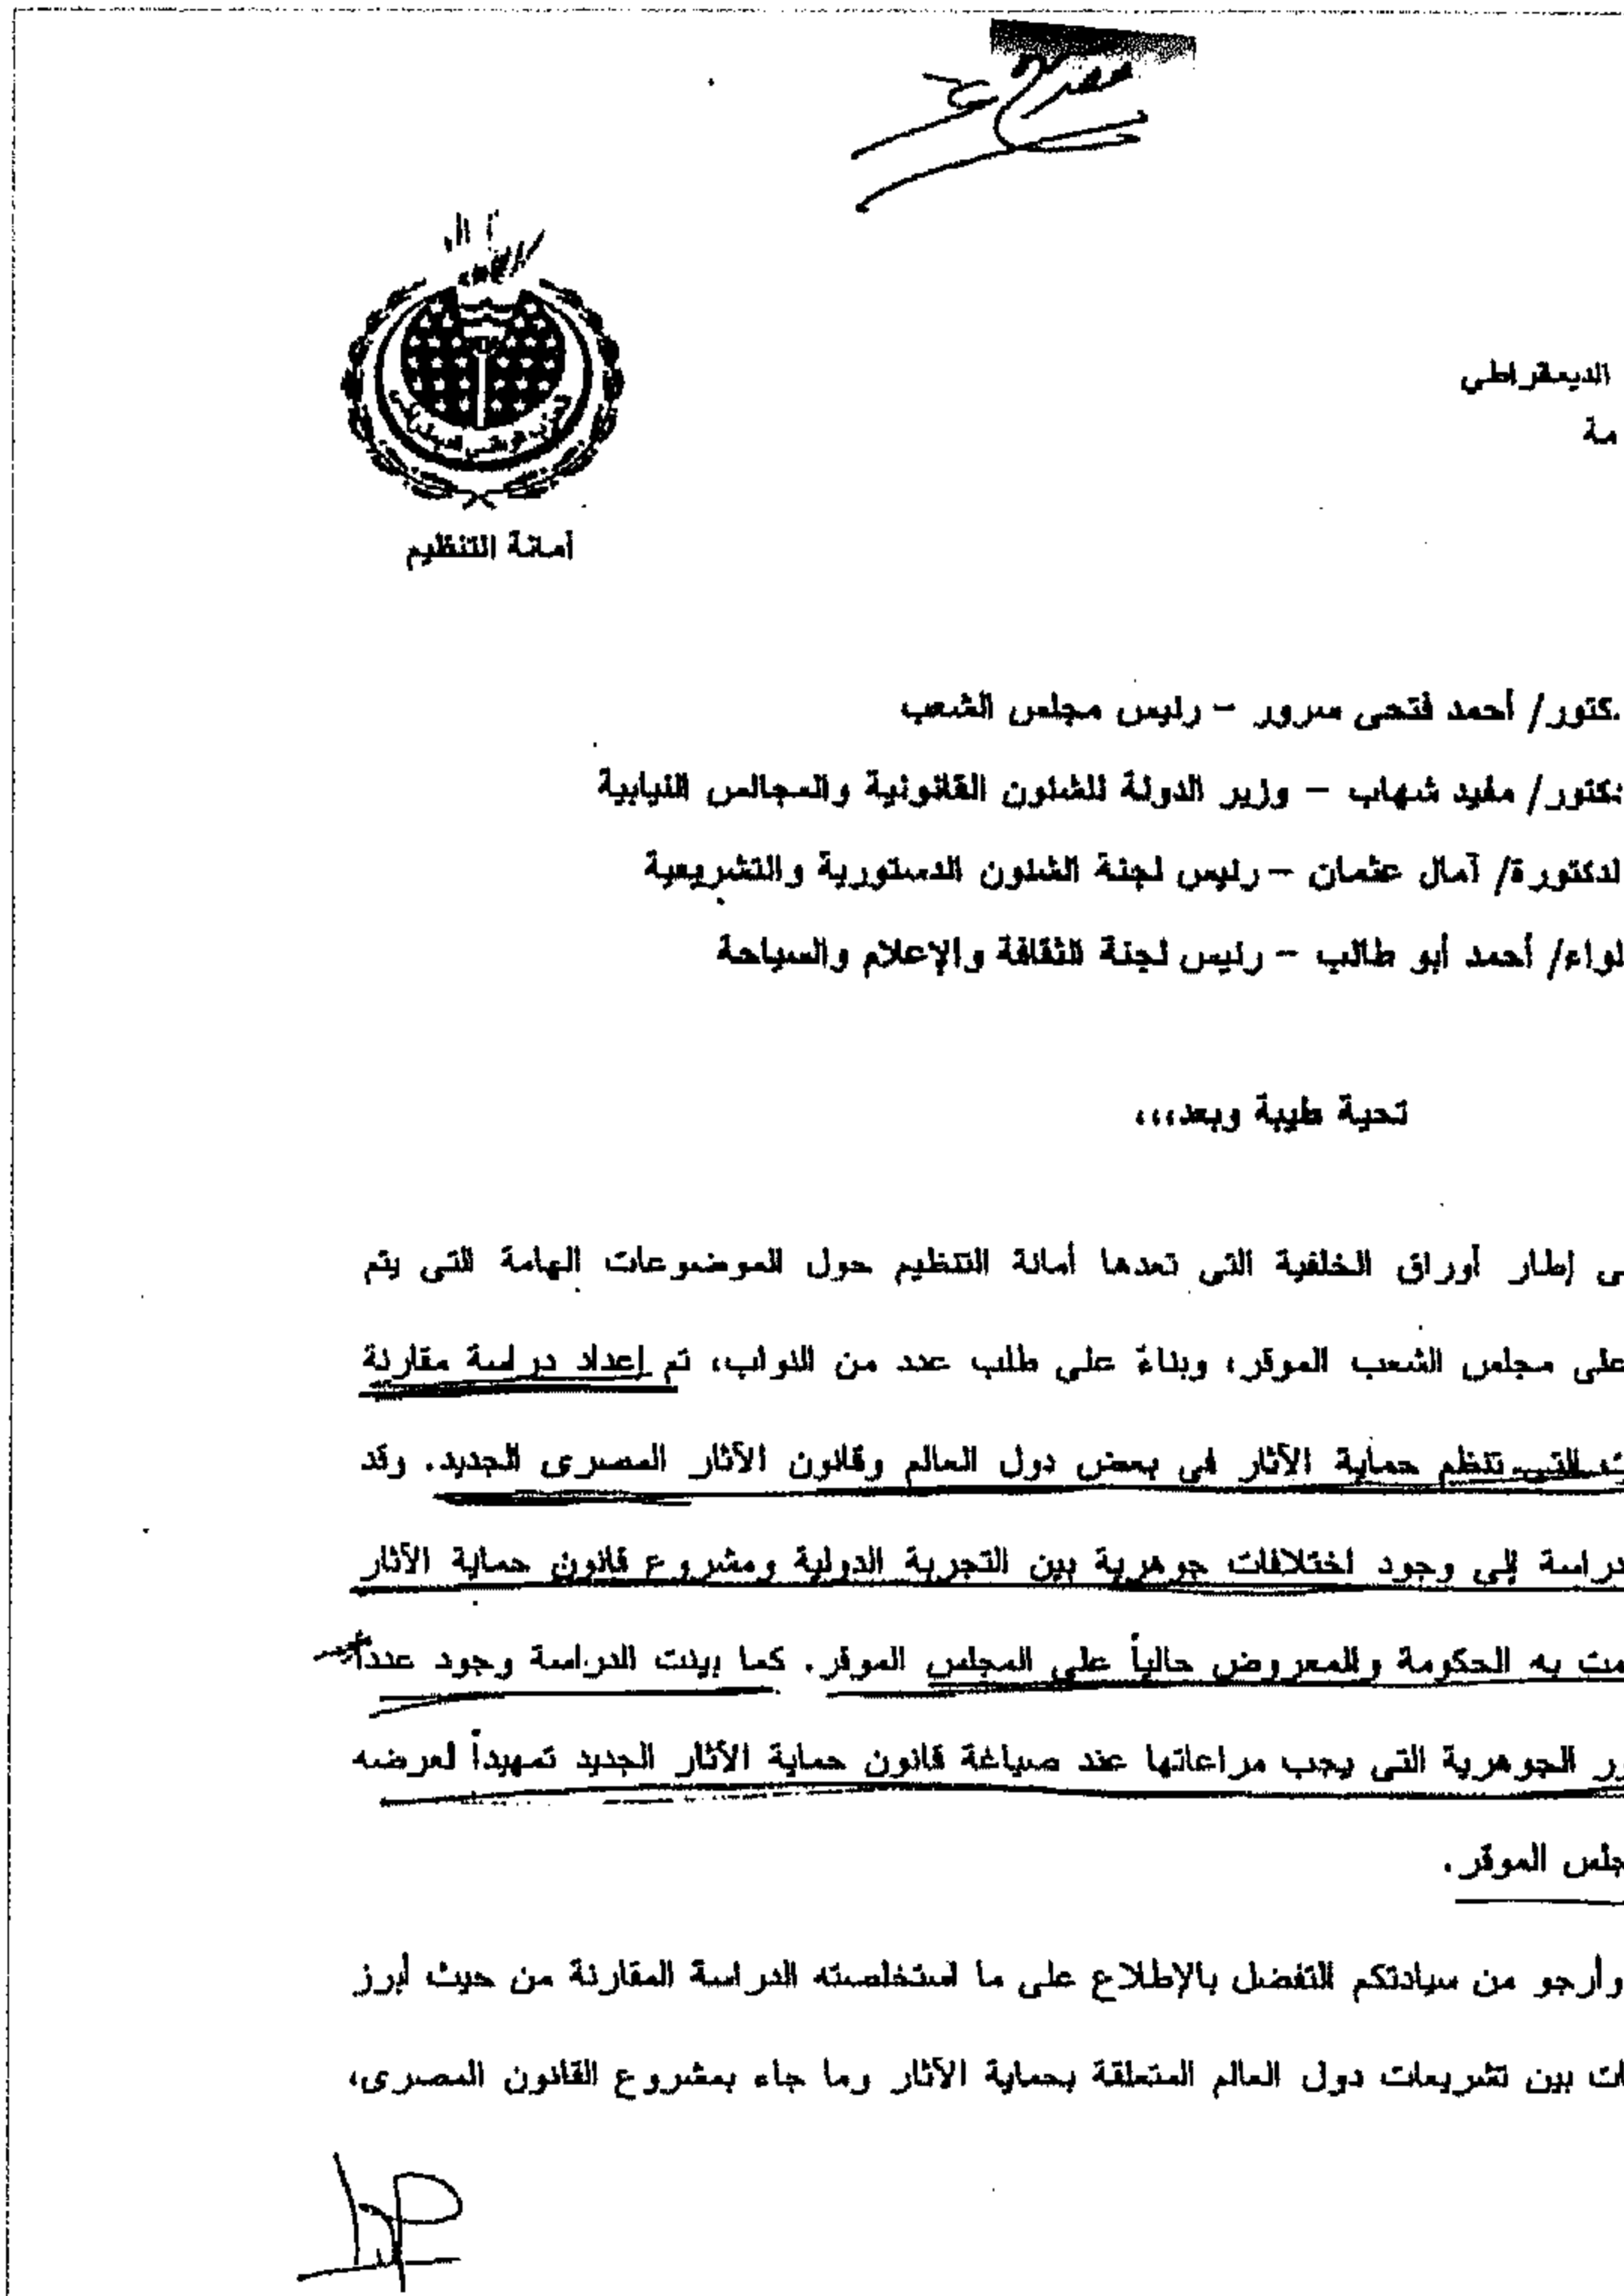 الديمقراطي
مة
الحزب الوطني الديمقراطي
أمانة التنظيم
كتور/ أحمد فتحى سرور - رئيس مجلس الشعب
دكتور/ مفيد شهاب - وزير الدولة للشئون القانونية والمجالس النيابية
لدكتورة/ آمال عثمان - رئيس لجنة الشئون الدستورية والتشريعية
لواء/ أحمد أبو طالب - رئيس لجنة الثقافة والإعلام والسياحة
تحية طيبة وبعد،،،
ى إطار أوراق الخلفية التى تعدها أمانة التنظيم حول الموضوعات الهامة التى يتم
على مجلس الشعب الموقر، وبناءً على طلب عدد من النواب، تم إعداد دراسة مقارنة
ت التى تنظم حماية الآثار فى بعض دول العالم وقانون الآثار المصرى الجديد. وقد
دراسة إلى وجود اختلافات جوهرية بين التجربة الدولية ومشروع قانون حماية الآثار
مت به الحكومة والمعروض حالياً على المجلس الموقر. كما بينت الدراسة وجود عدداً
ور الجوهرية التى يجب مراعاتها عند صياغة قانون حماية الآثار الجديد تمهيداً لعرضه
جلس الموقر.
وأرجو من سيادتكم التفضل بالإطلاع على ما استخلصته الدراسة المقارنة من حيث أبرز
ات بين تشريعات دول العالم المتعلقة بحماية الآثار وما جاء بمشروع القانون المصرى،